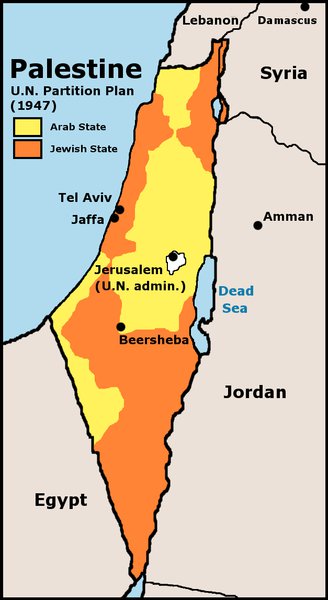 Lebanon
Damascus
Palestine
U.N. Partition Plan
(1947)
Syria
Arab State
Jewish State
Tel Aviv
Jaffa
Amman
Jerusalem
(U.N. admin.)
Dead
Sea
Beersheba
Jordan
Egypt